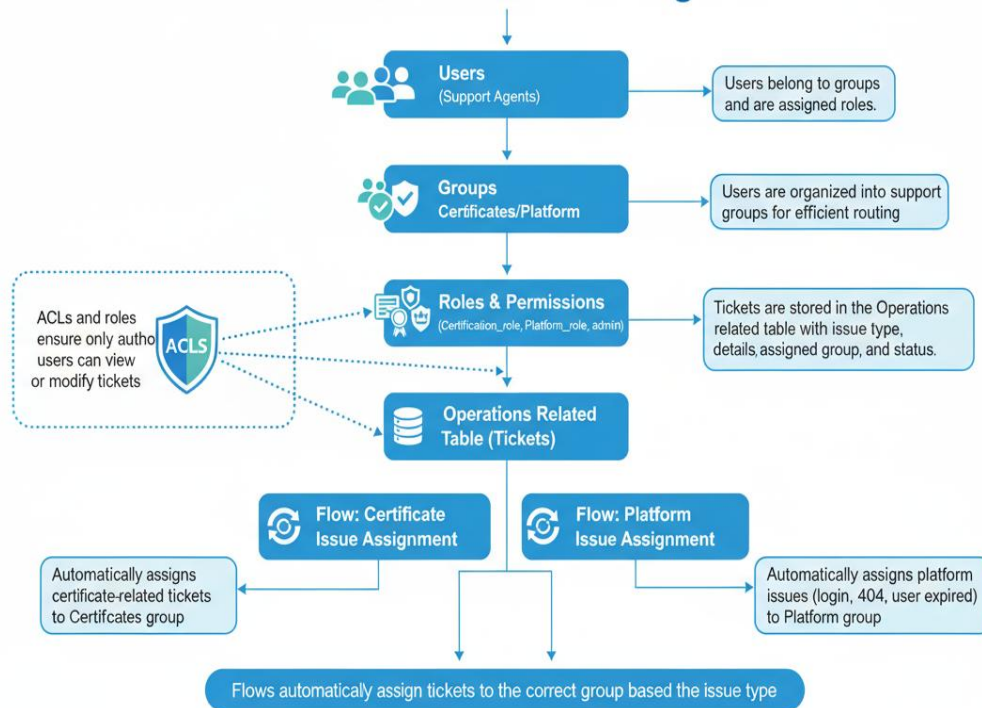 Users
(Support Agents)
Users belong to groups
and are assigned roles.
Groups
Certificates/Platform
Users are organized into support
groups for efficient routing
ACLs and roles
ensure only autho
users can view
or modify tickets
ACLS
Roles & Permissions
(Certification_role, Platform_role, admin)
Tickets are stored in the Operations
related table with issue type,
details, assigned group, and status.
Operations Related
Table (Tickets)
Flow: Certificate
Issue Assignment
Flow: Platform
Issue Assignment
Automatically assigns
certificate-related tickets
to Certifcates group
Automatically assigns platform
issues (login, 404, user expired)
to Platform group
Flows automaticaly assign tickets to the correct group based the issue type